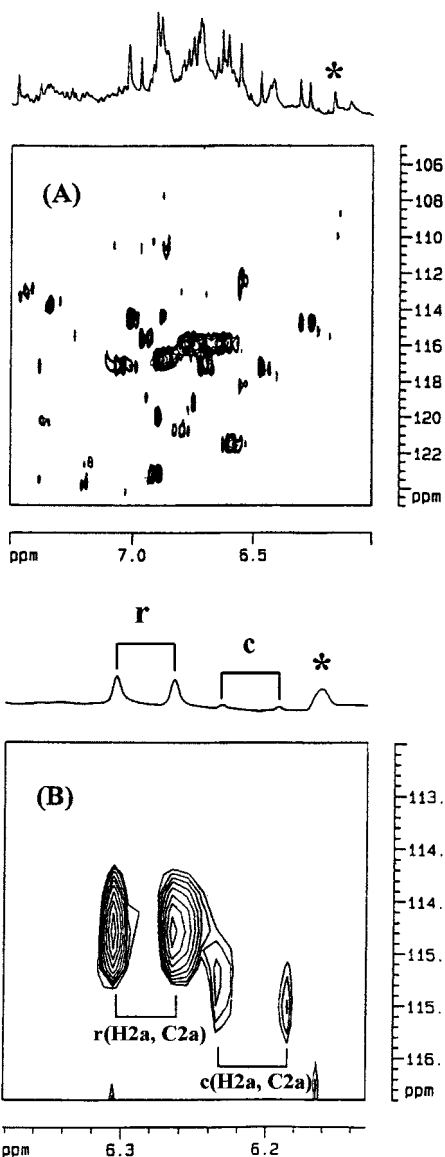 *
(A)
106
108
110
112
114
116
118
120
122
ppm
ppm 7.0 6.5
r
c
*
(B)
113.
114.
114.
115.
115.
116.
ppm
r(H2a, C2a)
c(H2a, C2a)
ppm 6.3 6.2